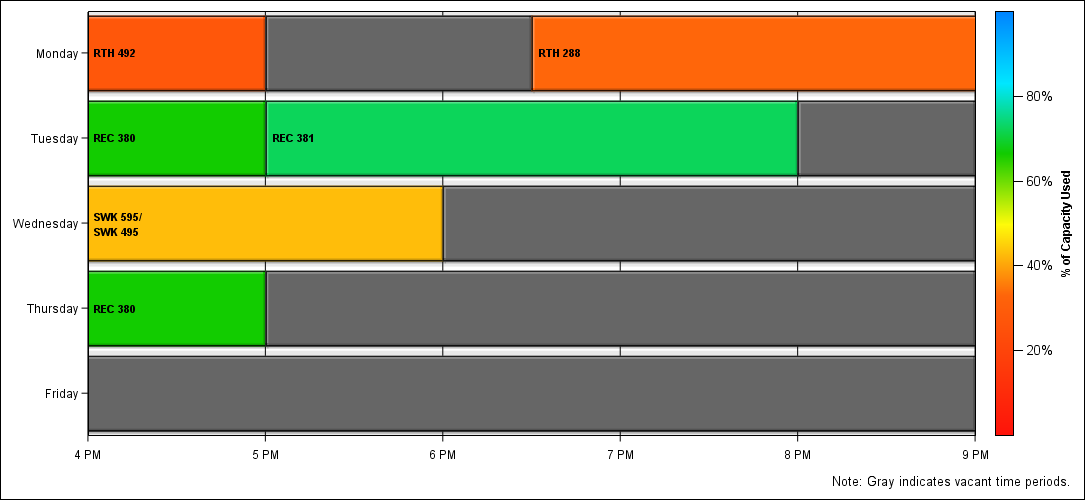 Monday
RTH 492
RTH 288
Tuesday
REC 380
REC 381
Wednesday
SWK 595/
SWK 495
Thursday
REC 380
Friday
4 PM
5 PM
6 PM
7 PM
8 PM
9 PM
80%
60%
40%
20%
% of Capacity Used
Note: Gray indicates vacant time periods.